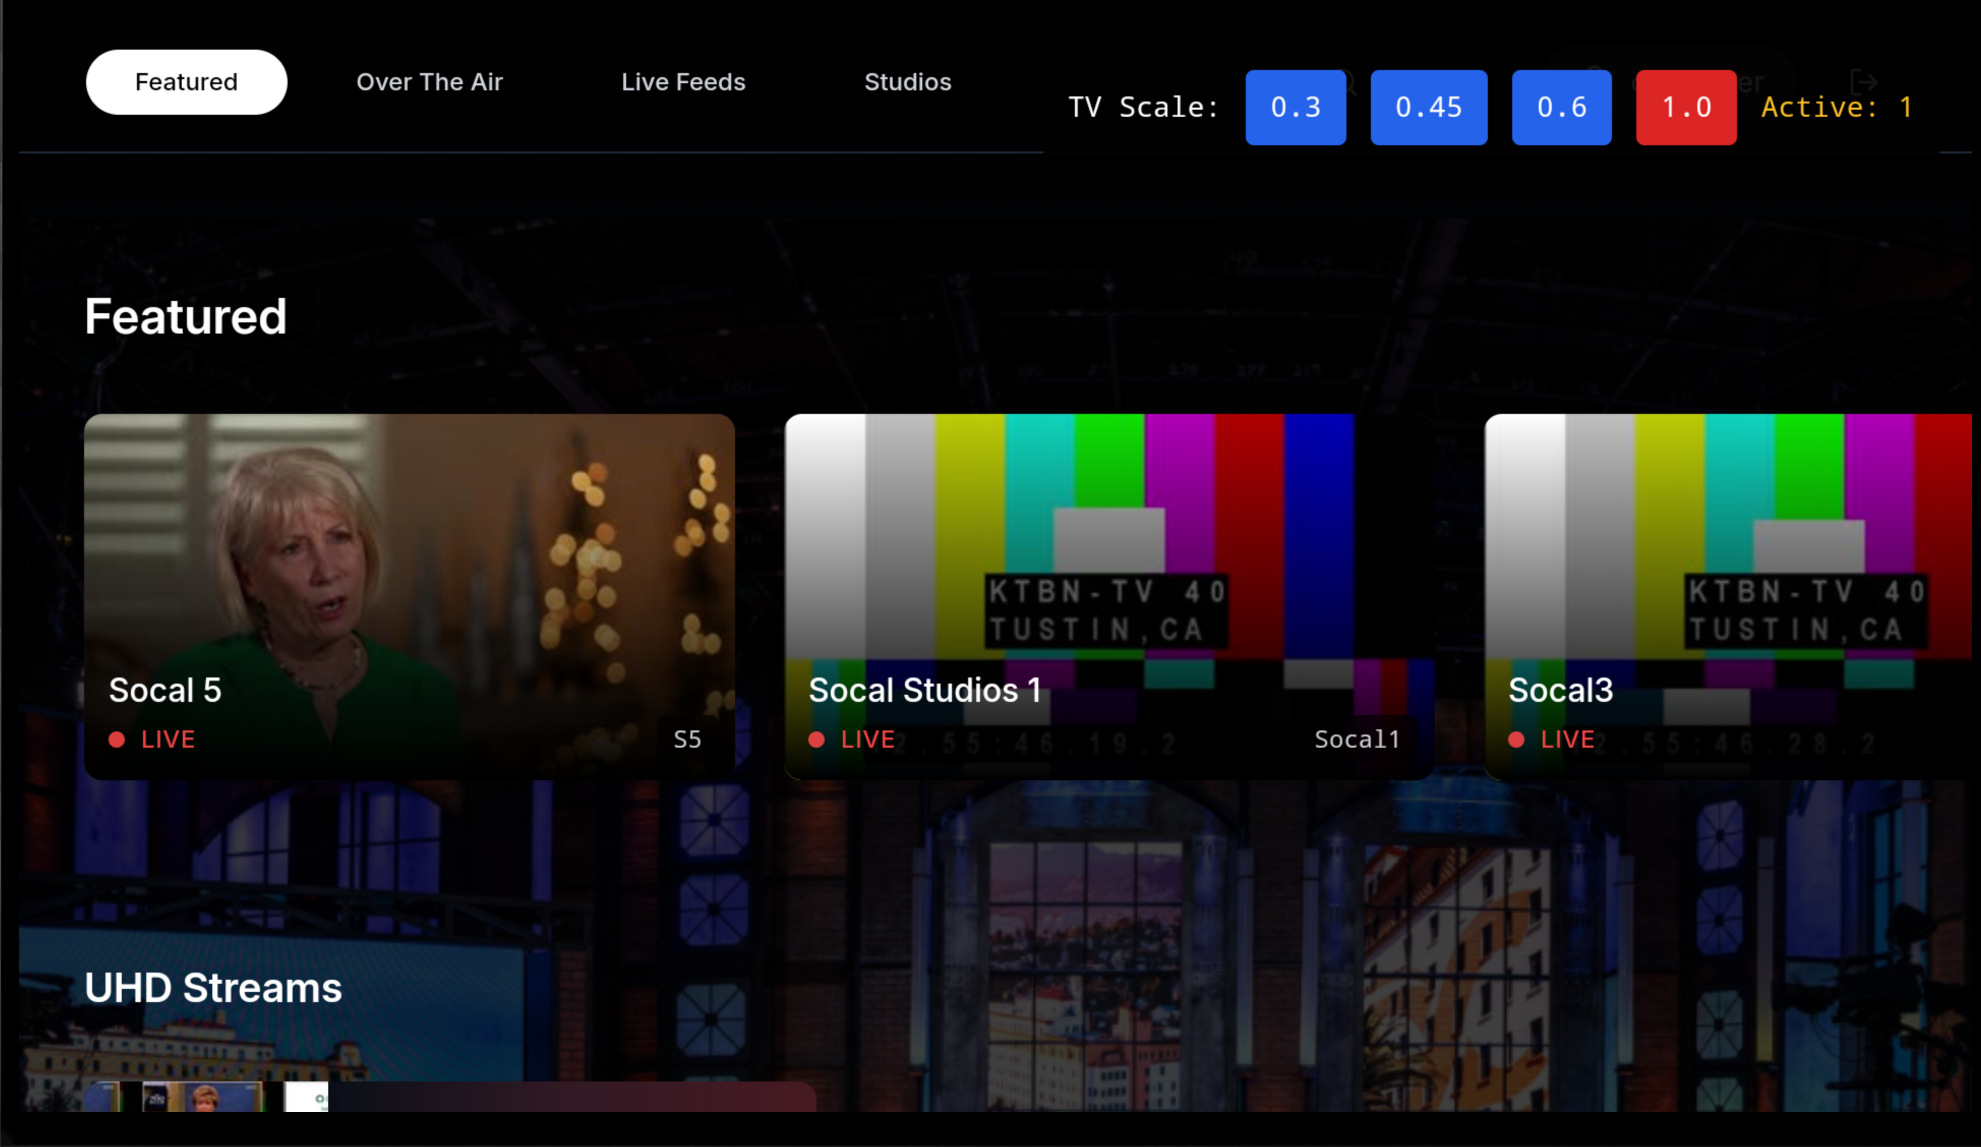 Featured
Over The Air
Live Feeds
Studios
TV Scale:
0.3
0.45
0.6
1.0
Active: 1
Featured
KTBN-TV 40
TUSTIN,CA
KTBN-TV 40
TUSTIN,CA
Socal 5
LIVE
S5
Socal Studios 1
LIVE
Socal1
Socal3
LIVE
UHD Streams